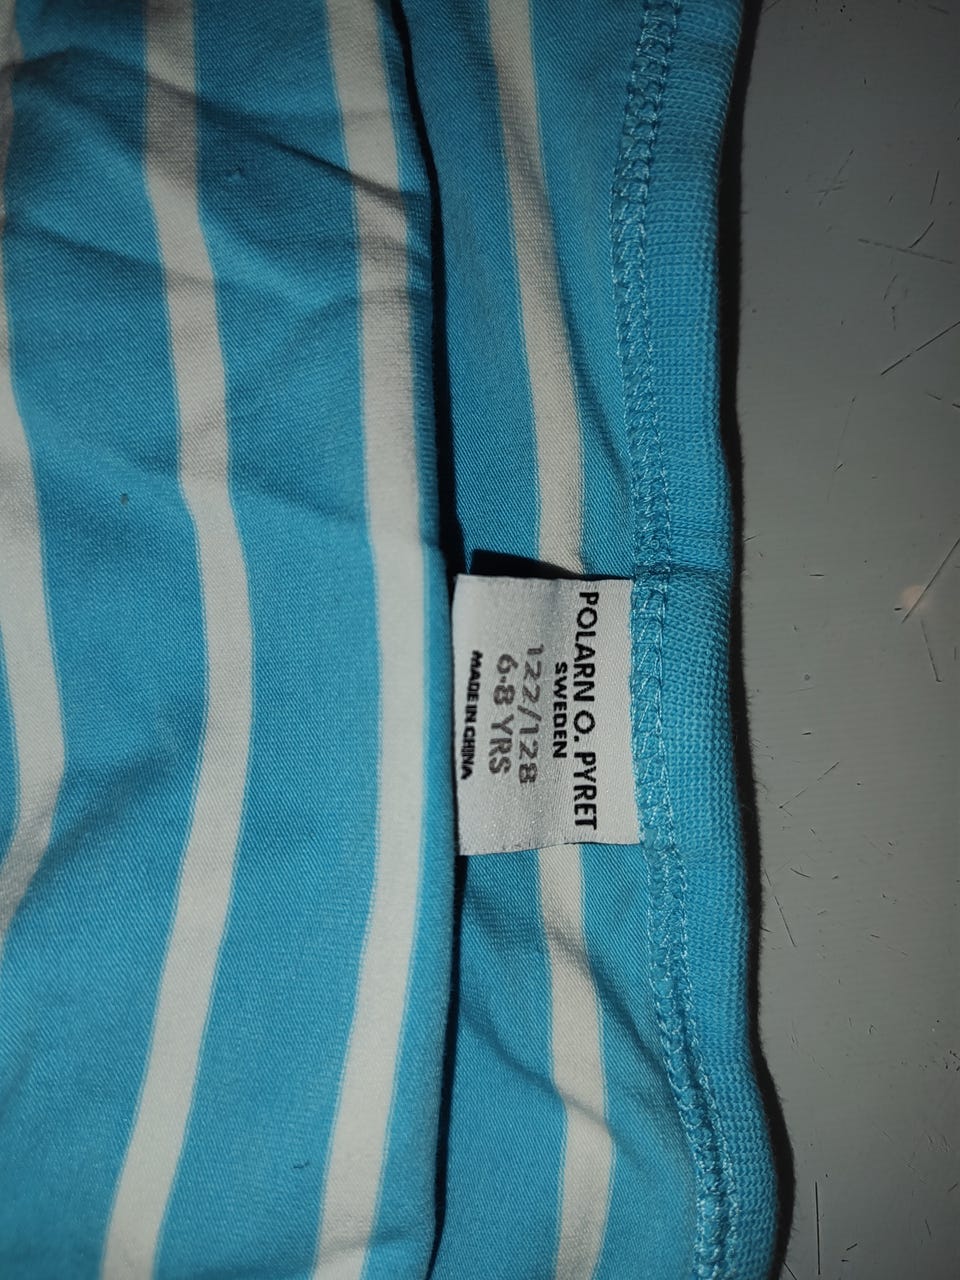 POLARN O. PYRET
SWEDEN
122/128
6-8 YRS
MADE IN CHINA